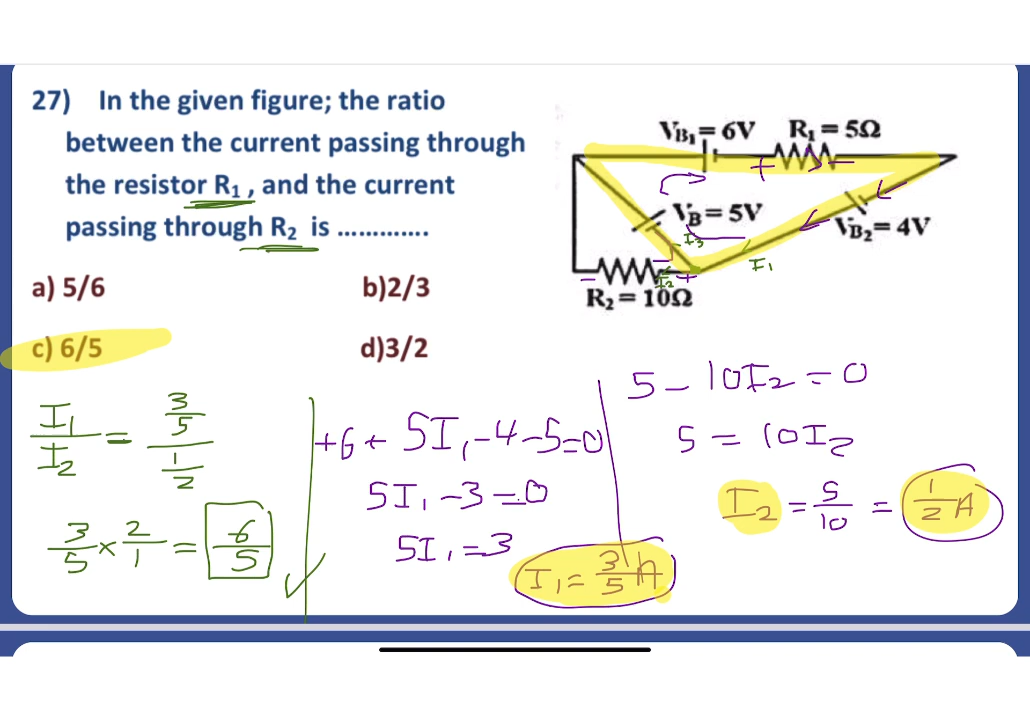 27) In the given figure; the ratio
between the current passing through
the resistor R₁ , and the current
passing through R₂ is .............
a) 5/6
b)2/3
c) 6/5
d)3/2
V_B₁ = 6V R₁ = 5Ω
+ −
V_B = 5V
V_B₂ = 4V
I₃
I₁
− I₂ − +
R₂ = 10Ω
I₁/I₂ = (3/5)/(1/2)
3/5 × 2/1 = 6/5
+6 + 5I₁ - 4 - 5 = 0
5I₁ - 3 = 0
5I₁ = 3
I₁ = 3/5 A
5 - 10I₂ = 0
5 = 10I₂
I₂ = 5/10 = 1/2 A